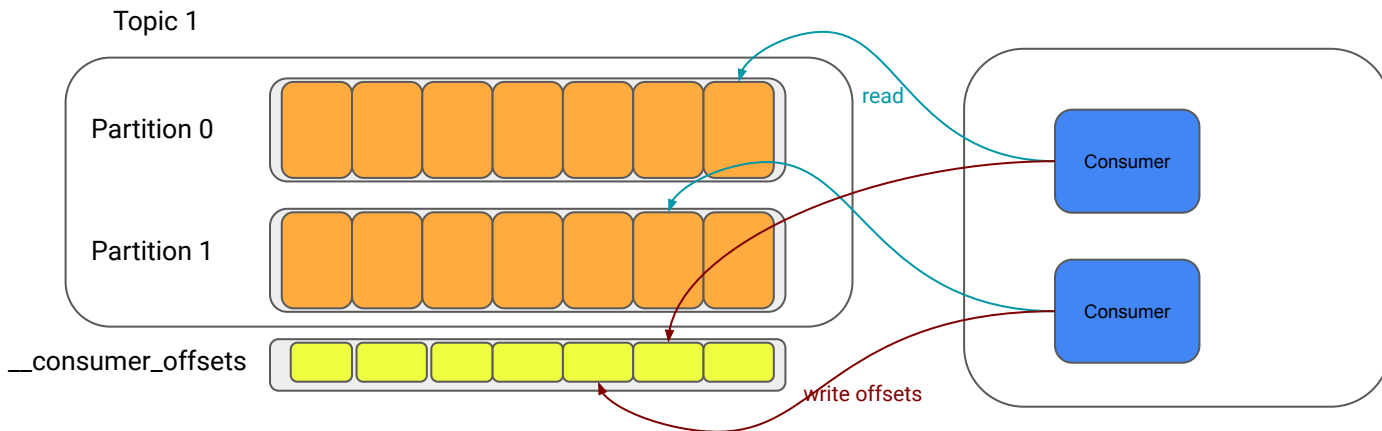 Topic 1
Partition 0
read
Consumer
Partition 1
Consumer
__consumer_offsets
write offsets